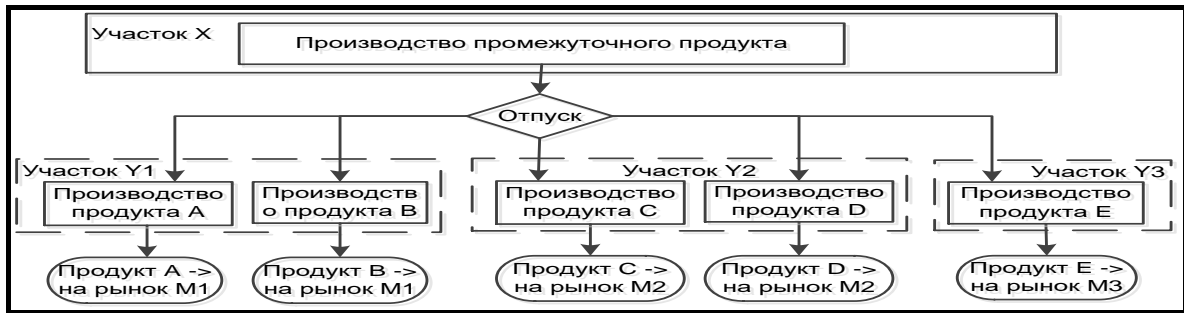 Участок X
Производство промежуточного продукта
Отпуск
Участок Y1
Производство
продукта A
Производств
о продукта B
Участок Y2
Производство
продукта C
Производство
продукта D
Участок Y3
Производство
продукта E
Продукт A ->
на рынок M1
Продукт B ->
на рынок M1
Продукт C ->
на рынок M2
Продукт D ->
на рынок M2
Продукт E ->
на рынок M3